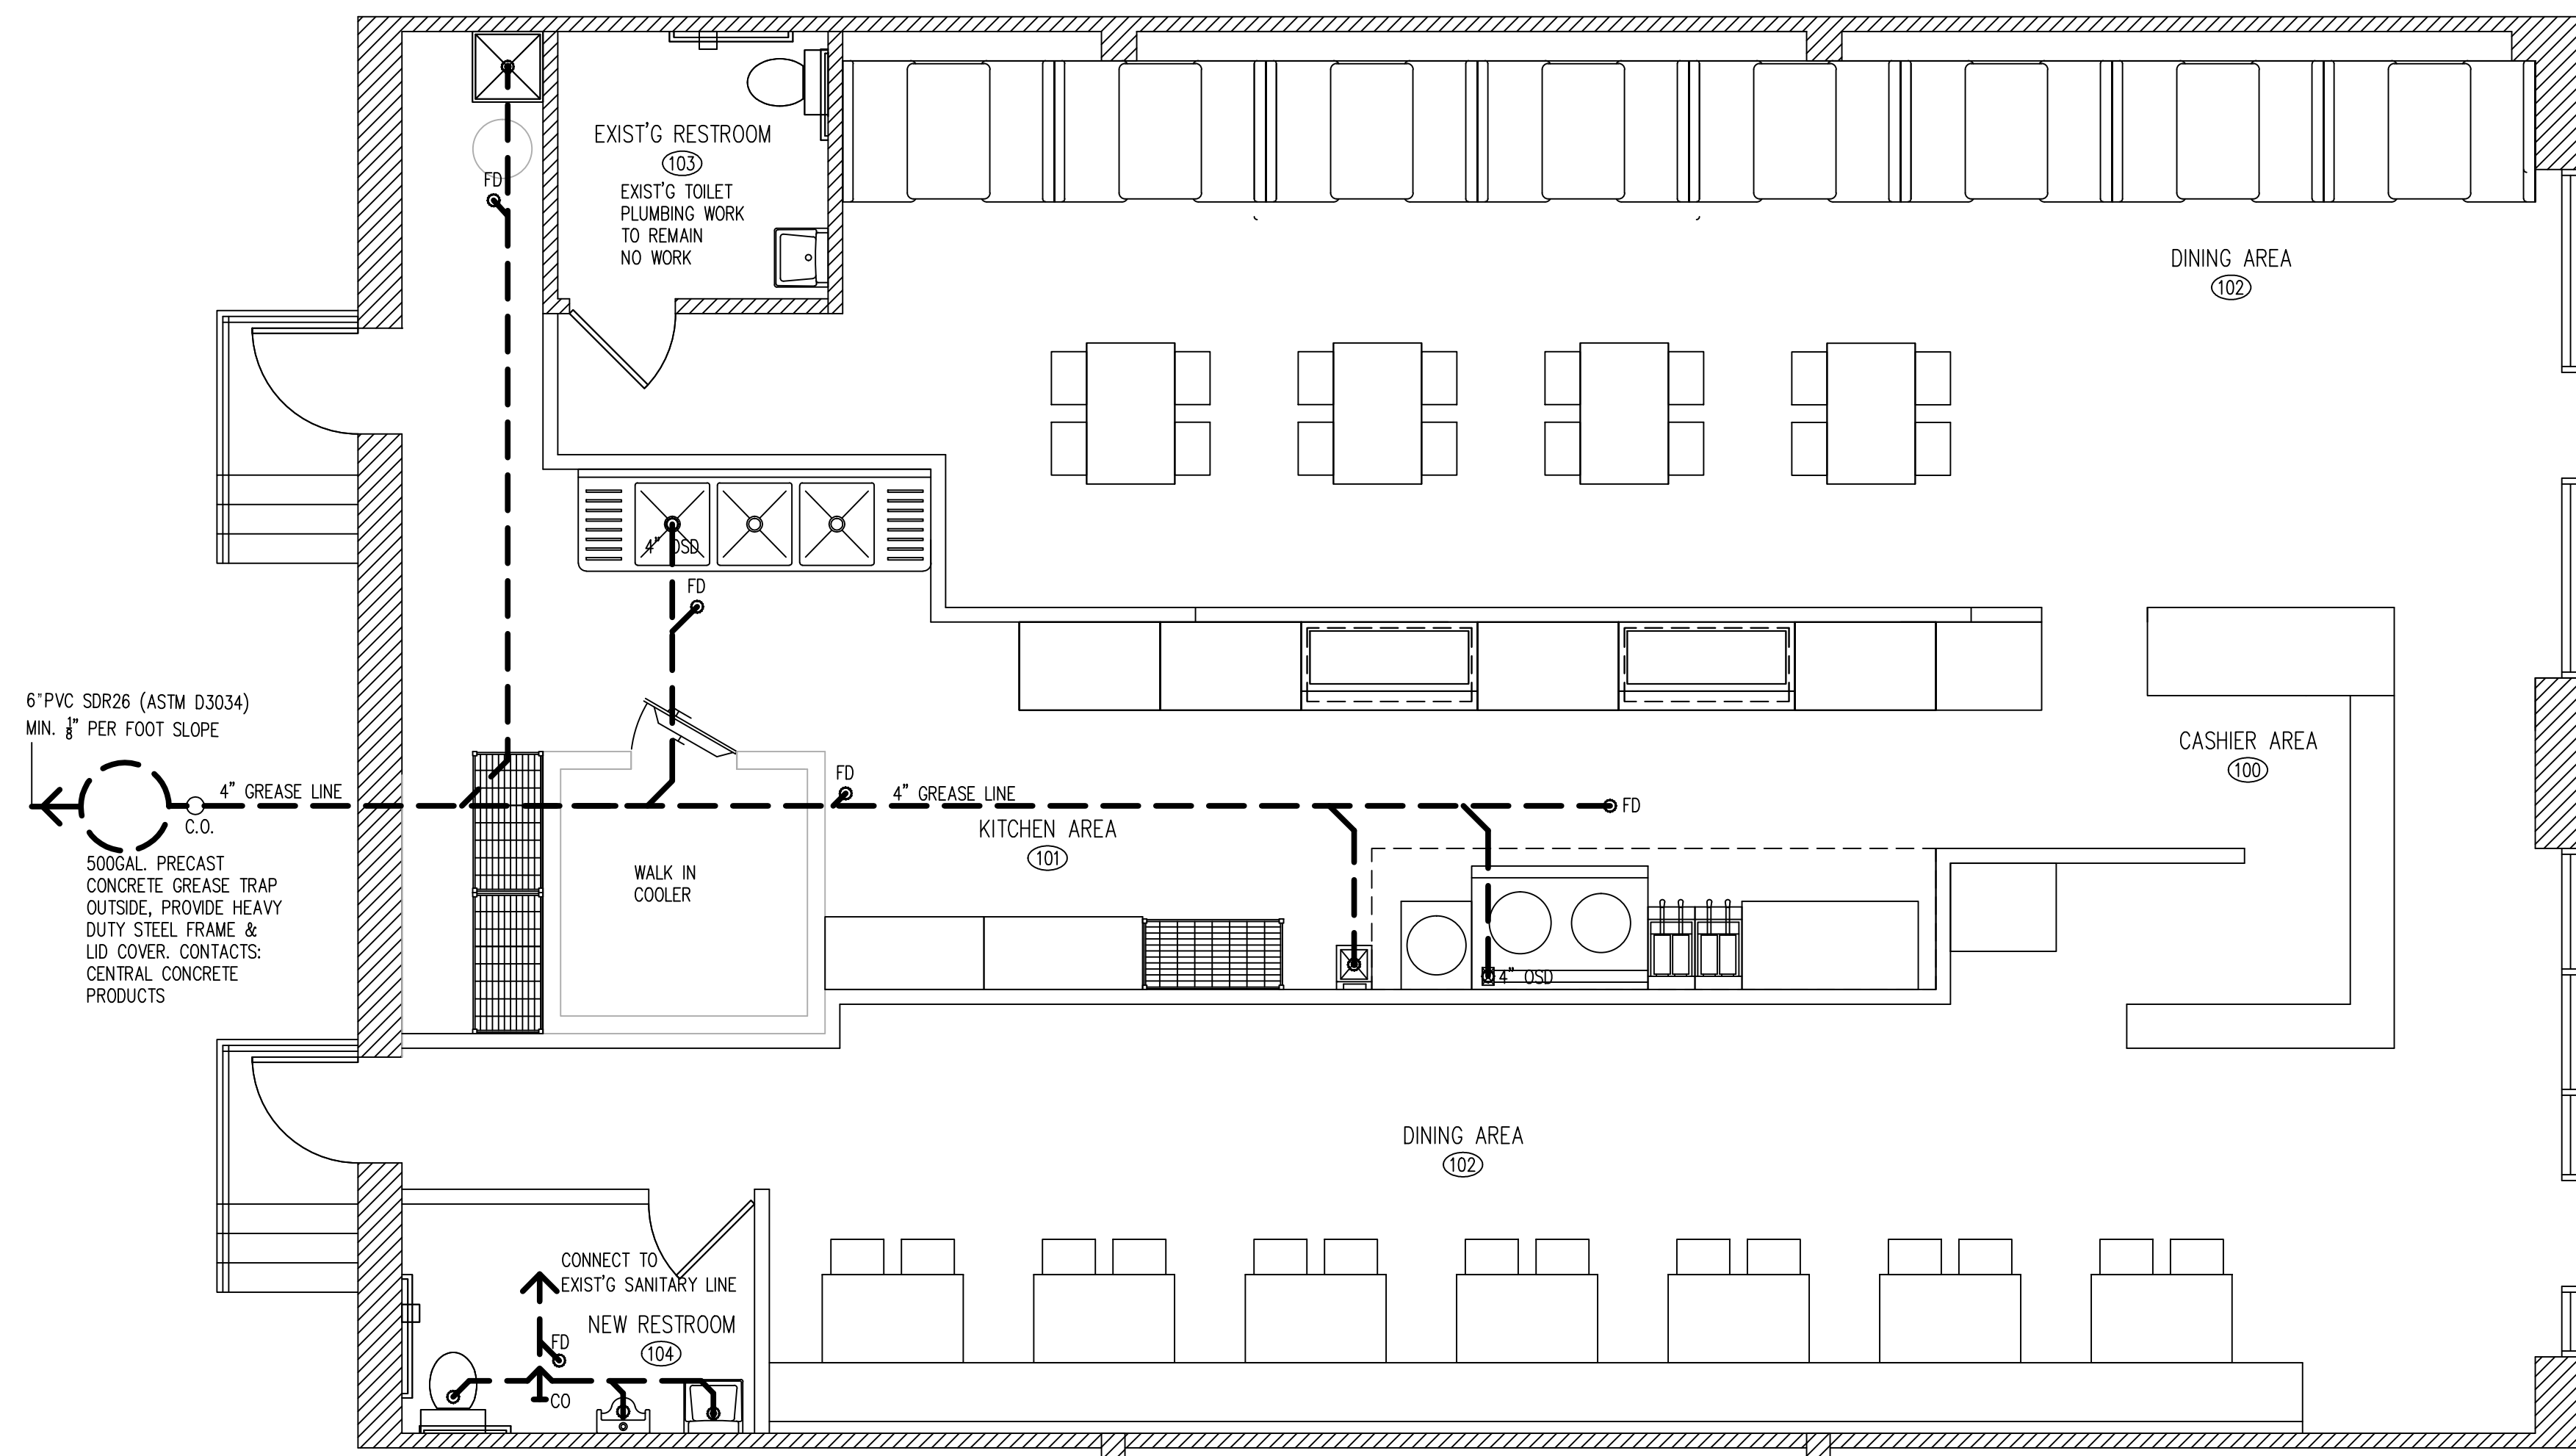 EXIST'G RESTROOM
103
EXIST'G TOILET
PLUMBING WORK
TO REMAIN
NO WORK
FD
DINING AREA
102
4" OSD
FD
6"PVC SDR26 (ASTM D3034)
MIN. 1/8" PER FOOT SLOPE
4" GREASE LINE
C.O.
500GAL. PRECAST
CONCRETE GREASE TRAP
OUTSIDE, PROVIDE HEAVY
DUTY STEEL FRAME &
LID COVER. CONTACTS:
CENTRAL CONCRETE
PRODUCTS
WALK IN
COOLER
FD
4" GREASE LINE
KITCHEN AREA
101
FD
4" OSD
CASHIER AREA
100
DINING AREA
102
CONNECT TO
EXIST'G SANITARY LINE
NEW RESTROOM
104
FD
CO